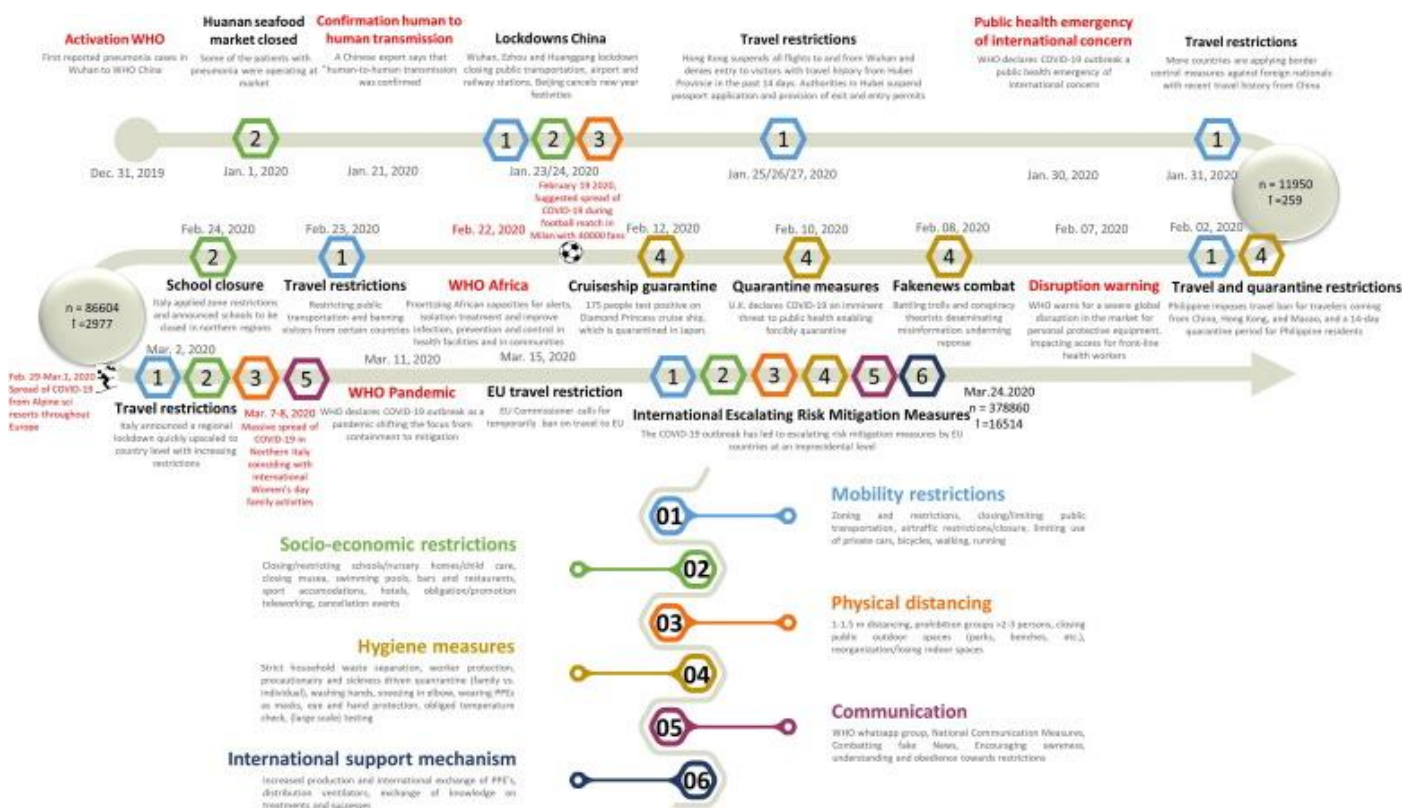 Activation WHO
First reported pneumonia cases in
Wuhan to WHO China
Huanan seafood
market closed
Some of the patients with
pneumonia were operating at
market
Confirmation human to
human transmission
A Chinese expert says that
"human-to-human transmission
was confirmed
Lockdowns China
Wuhan, Ezhou and Huanggang lockdown
closing public transportation, airport and
railway stations. Beijing cancels new year
festivities
Travel restrictions
Hong Kong suspends all flights to and from Wukan and
denies entry to visitors with travel history from Hubei
Province in the past 14 days. Authorities in Hubei suspend
passport application and provision of exit and entry permits
Public health emergency
of international concern
WHO declares COVID-19 outbreak a
public health emergency of
international concern
Travel restrictions
More countries are applying border
control measures against foreign nationals
with recent travel history from China
2
1
2
3
1
1
Dec. 31, 2019
Jan. 1, 2020
Jan. 21, 2020
Jan. 23/24, 2020
Jan. 25/26/27, 2020
Jan. 30, 2020
Jan. 31, 2020
n = 11950
f =259
February 19 2020,
Suggested spread of
COVID-19 during
football match in
Milan with 40000 fans
Feb. 24, 2020
Feb. 23, 2020
Feb. 22, 2020
Feb. 12, 2020
Feb. 10, 2020
Feb. 08, 2020
Feb. 07, 2020
Feb. 02, 2020
2
1
4
4
4
1
4
School closure
Italy applied zone restrictions
and announced schools to be
closed in northern regions
Travel restrictions
Restricting public
transportation and banning
visitors from certain countries
WHO Africa
Prioritizing African capacities for alerts,
isolation treatment and improve
infection, prevention and control in
health facilities and in communities
Cruiseship guarantine
175 people test positive on
Diamond Princess cruise ship,
which is quarantined in Japan.
Quarantine measures
U.K. declares COVID-19 an imminent
threat to public health enabling
forcibly quarantine
Fakenews combat
Battling trolls and conspiracy
theorists deseminating
misinformation undermimg
reponse
Disruption warning
WHO warns for a severe global
disruption in the market for
personal protective equipment,
impacting access for front-line
health workers
Travel and quarantine restrictions
Philippine imposes travel ban for travelers coming
from China, Hong Kong, and Macao, and a 14-day
quarantine period for Philippine residents
n = 86604
f =2977
Feb. 29-Mar.1, 2020
Spread of COVID-19
from Alpine sci
resorts throughout
Europe
Mar. 2, 2020
Mar. 11, 2020
Mar. 15, 2020
1
2
3
5
1
2
3
4
5
6
Travel restrictions
Italy announced a regional
lockdown quickly upscaled to
country level with increasing
restrictions
Mar. 7-8, 2020
Massive spread of
COVID-19 in
Northern Italy
coinsiding with
international
Women's day
family activities
WHO Pandemic
WHO declares COVID-19 outbreak as a
pandemic shifting the focus from
containment to mitigation
EU travel restriction
EU Commissioner calls for
temporarily ban on travel to EU
International Escalating Risk Mitigation Measures
The COVID-19 outbreak has led to escalating risk mitigation measures by EU
countries at an imprecidental level
Mar.24.2020
n = 378860
f =16514
01
Mobility restrictions
Zoning and restrictions, closing/limiting public
transportation, airtraffic restrictions/closure, limiting use
of private cars, bicycles, walking, running
Socio-economic restrictions
Closing/restricting schools/nursery homes/child care,
closing musea, swimming pools, bars and restaurants,
sport accomodations, hotels, obligation/promotion
teleworking, cancellation events
02
03
Physical distancing
1-1.5 m distancing, prohibition groups >2-3 persons, closing
public outdoor spaces (parks, benches, etc.),
reorganization/losing indoor spaces
Hygiene measures
Strict household waste separation, worker protection,
precautionary and sickness driven quanrantine (family vs.
individual), washing hands, sneezing in elbow, wearing PPEs
as masks, eye and hand protection, obliged temperature
check, (large scale) testing
04
05
Communication
WHO whatsapp group, National Communication Measures,
Combatting fake News, Encouraging awreness,
understanding and obedience towards restrictions
International support mechanism
Increased production and international exchange of PPE's,
distribution ventilators, exchange of knowledge on
treatments and successes
06